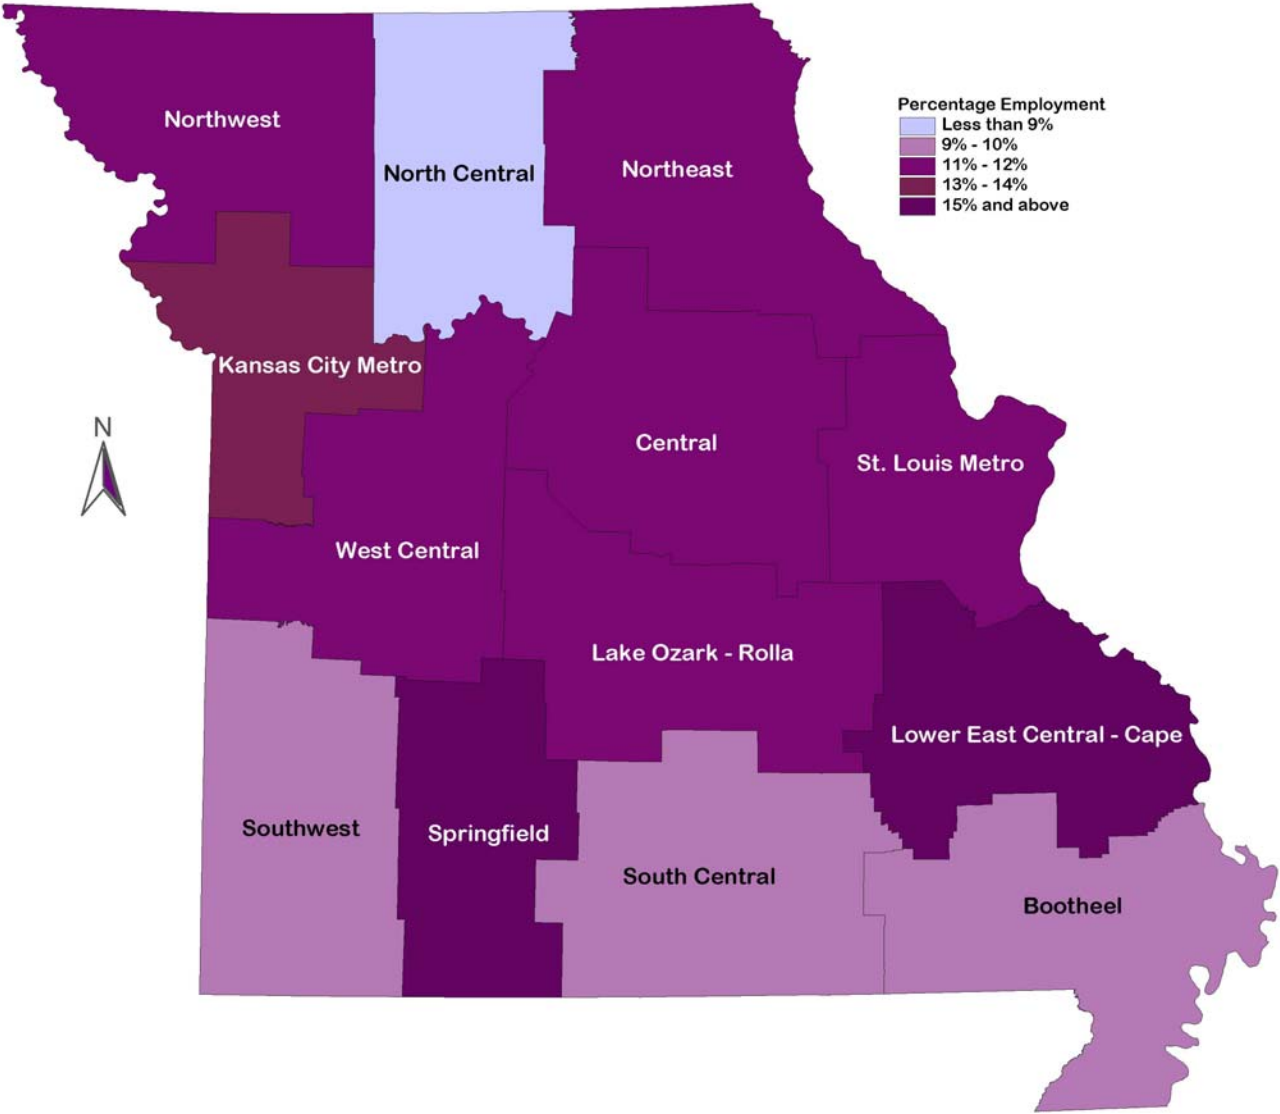 Percentage Employment
Less than 9%
9% - 10%
11% - 12%
13% - 14%
15% and above
Northwest
North Central
Northeast
Kansas City Metro
N
Central
St. Louis Metro
West Central
Lake Ozark - Rolla
Lower East Central - Cape
Southwest
Springfield
South Central
Bootheel